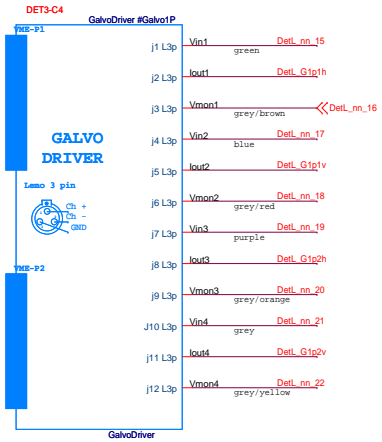 DET3-C4
GalvoDriver #Galvo1P
VME-P1
j1 L3p Vin1 DetL_nn_15
green
j2 L3p Iout1 DetL_G1p1h
j3 L3p Vmon1 DetL_nn_16
grey/brown
GALVO
DRIVER
j4 L3p Vin2 DetL_nn_17
blue
j5 L3p Iout2 DetL_G1p1v
Lemo 3 pin
Ch +
Ch -
GND
j6 L3p Vmon2 DetL_nn_18
grey/red
j7 L3p Vin3 DetL_nn_19
purple
j8 L3p Iout3 DetL_G1p2h
VME-P2
j9 L3p Vmon3 DetL_nn_20
grey/orange
J10 L3p Vin4 DetL_nn_21
grey
j11 L3p Iout4 DetL_G1p2v
j12 L3p Vmon4 DetL_nn_22
grey/yellow
GalvoDriver